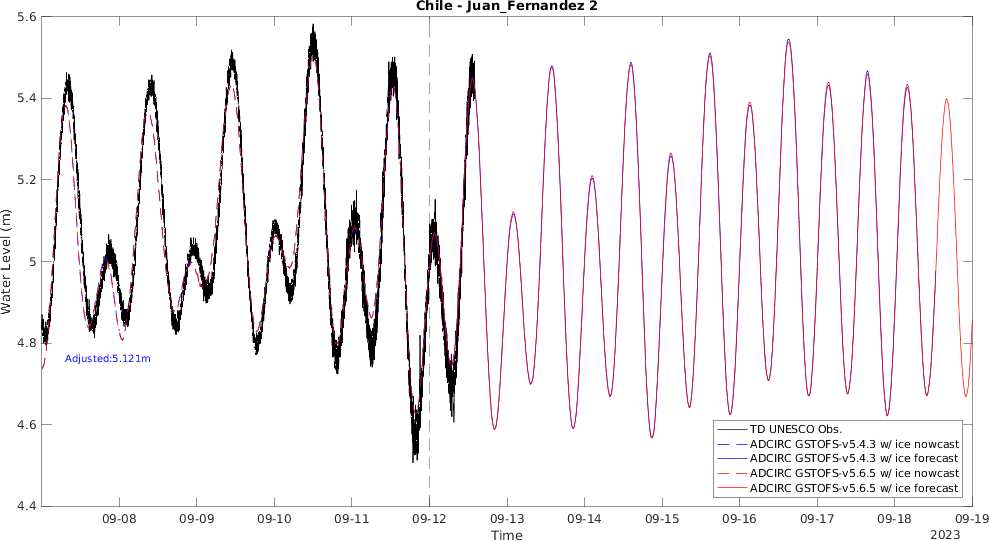 Chile - Juan_Fernandez 2
5.6
5.4
5.2
5
4.8
4.6
4.4
Water Level (m)
Adjusted:5.121m
TD UNESCO Obs.
ADCIRC GSTOFS-v5.4.3 w/ ice nowcast
ADCIRC GSTOFS-v5.4.3 w/ ice forecast
ADCIRC GSTOFS-v5.6.5 w/ ice nowcast
ADCIRC GSTOFS-v5.6.5 w/ ice forecast
09-08 09-09 09-10 09-11 09-12 09-13 09-14 09-15 09-16 09-17 09-18 09-19
Time
2023